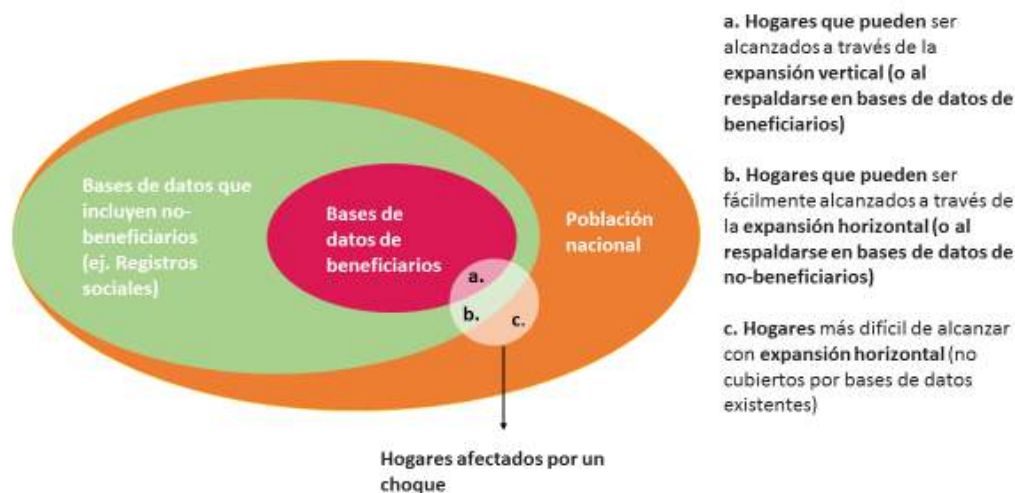 Bases de datos que
incluyen no-
beneficiarios
(ej. Registros
sociales)
Bases de
datos de
beneficiarios
Población
nacional
a.
b.
c.
Hogares afectados por un
choque
a. Hogares que pueden ser
alcanzados a través de la
expansión vertical (o al
respaldarse en bases de datos de
beneficiarios)
b. Hogares que pueden ser
fácilmente alcanzados a través de
la expansión horizontal (o al
respaldarse en bases de datos de
no-beneficiarios)
c. Hogares más difícil de alcanzar
con expansión horizontal (no
cubiertos por bases de datos
existentes)